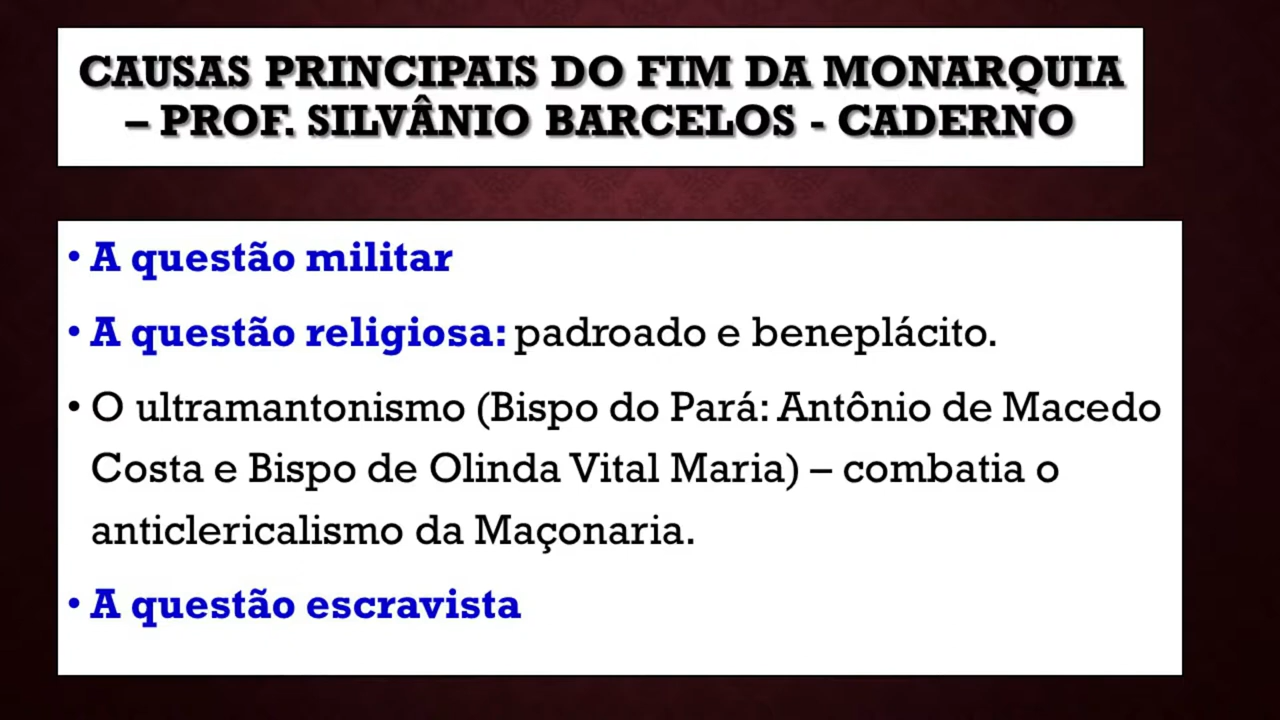 CAUSAS PRINCIPAIS DO FIM DA MONARQUIA
– PROF. SILVÂNIO BARCELOS - CADERNO
• A questão militar
• A questão religiosa: padroado e beneplácito.
• O ultramantonismo (Bispo do Pará: Antônio de Macedo
Costa e Bispo de Olinda Vital Maria) – combatia o
anticlericalismo da Maçonaria.
• A questão escravista